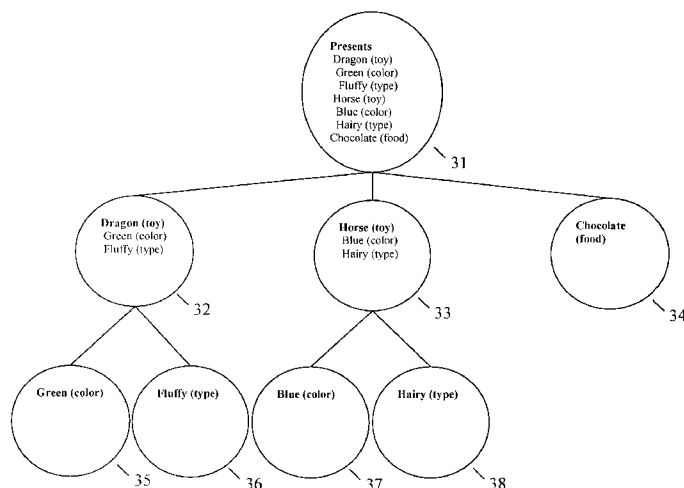 Presents
Dragon (toy)
Green (color)
Fluffy (type)
Horse (toy)
Blue (color)
Hairy (type)
Chocolate (food)
31
Dragon (toy)
Green (color)
Fluffy (type)
32
Horse (toy)
Blue (color)
Hairy (type)
33
Chocolate
(food)
34
Green (color)
35
Fluffy (type)
36
Blue (color)
37
Hairy (type)
38